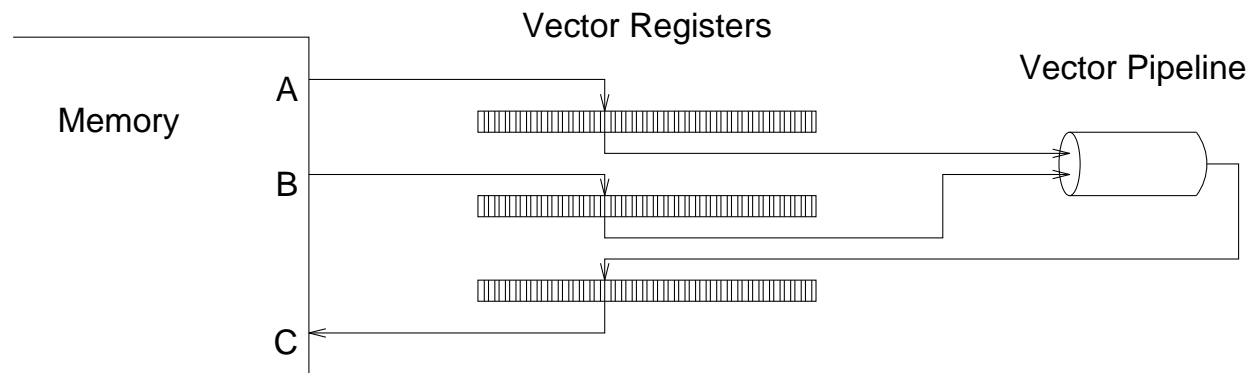 Vector Registers
Vector Pipeline
Memory
A
B
C